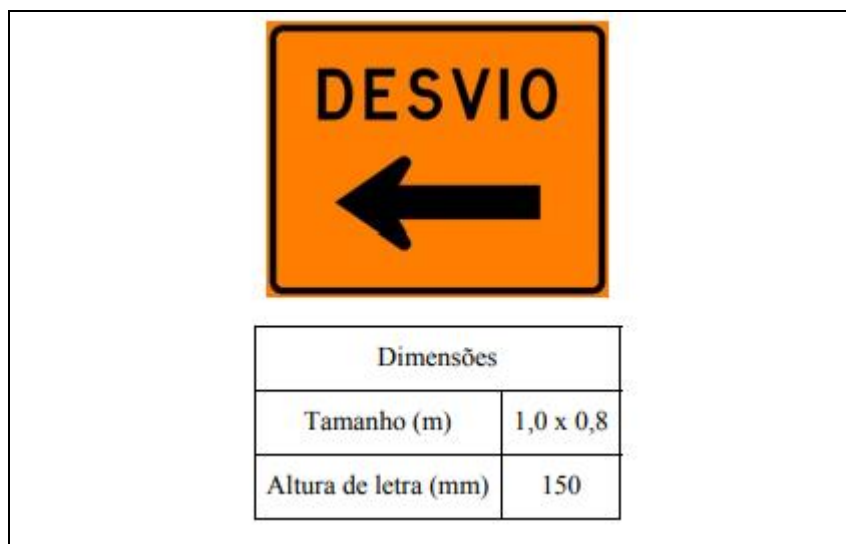 DESVIO
Dimensões
Tamanho (m) 1,0 x 0,8
Altura de letra (mm) 150